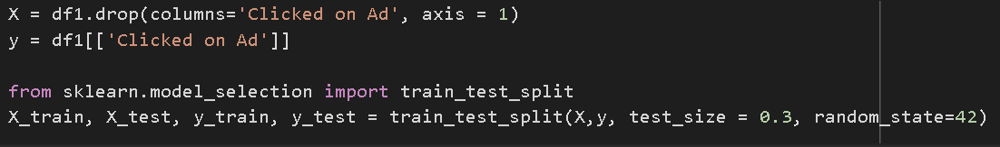 X = df1.drop(columns='Clicked on Ad', axis = 1)
y = df1[['Clicked on Ad']]
from sklearn.model_selection import train_test_split
X_train, X_test, y_train, y_test = train_test_split(X,y, test_size = 0.3, random_state=42)